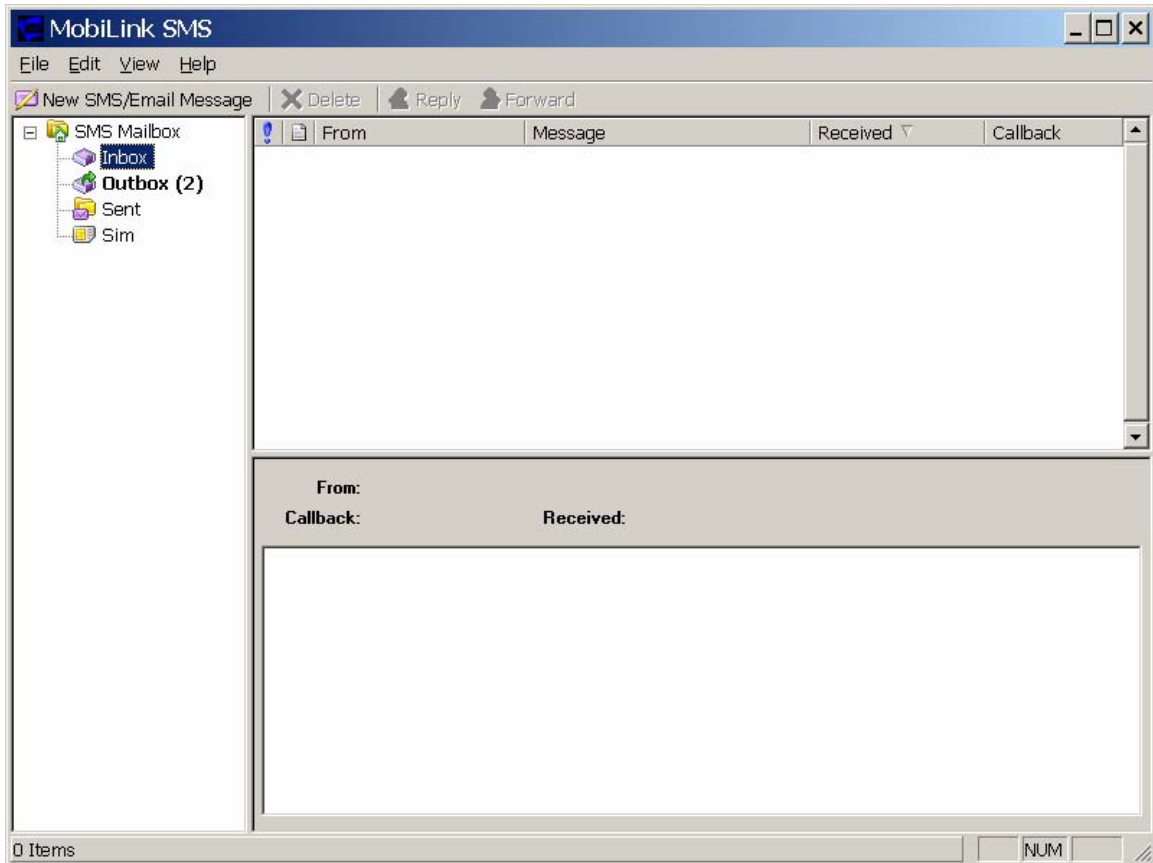 MobiLink SMS
File Edit View Help
New SMS/Email Message Delete Reply Forward
SMS Mailbox
Inbox
Outbox (2)
Sent
Sim
From Message Received Callback
From:
Callback: Received:
0 Items NUM